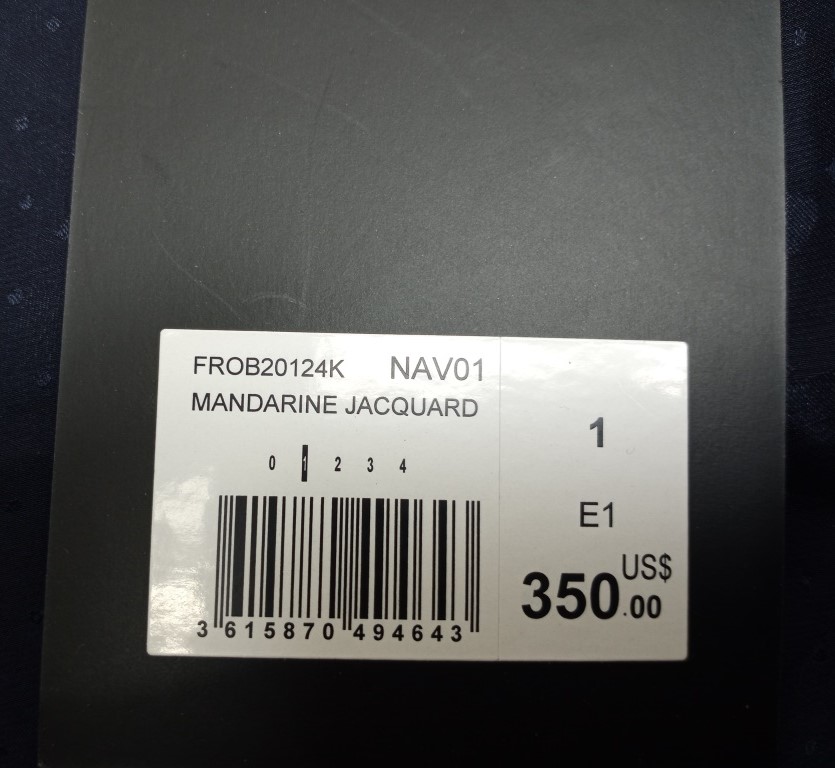 FROB20124K NAV01
MANDARINE JACQUARD
0 1 2 3 4
3 615870 494643
1
E1
US$
350.00